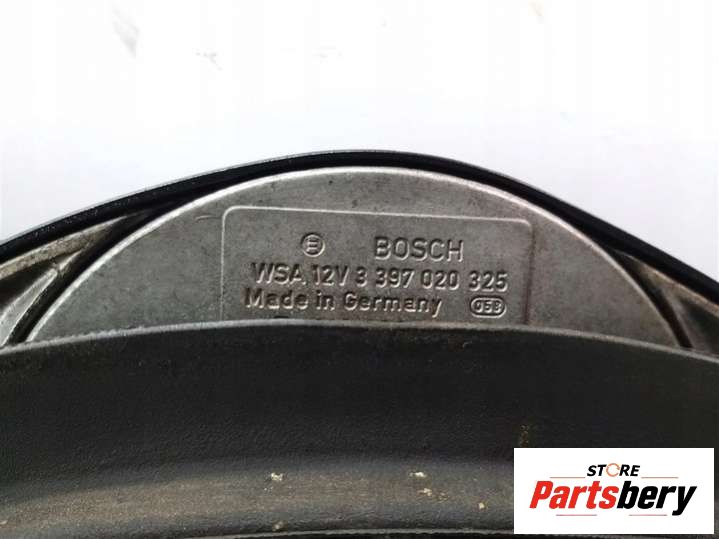 BOSCH
WSA 12V 3 397 020 325
Made in Germany 058
STORE
Partsbery